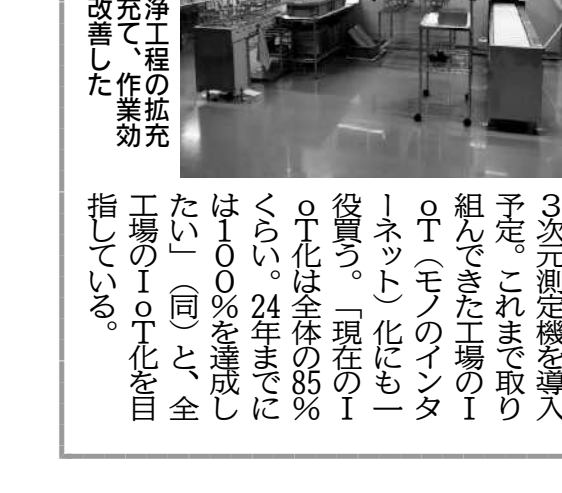 浄工程の拡充
充て、作業効
改善した
３次元測定機を導入
予定。これまで取り
組んできた工場のＩ
ｏＴ（モノのインタ
ーネット）化にも一
役買う。「現在のＩ
ｏＴ化は全体の85％
くらい。24年までに
は１００％を達成し
たい」（同）と、全
工場のＩｏＴ化を目
指している。